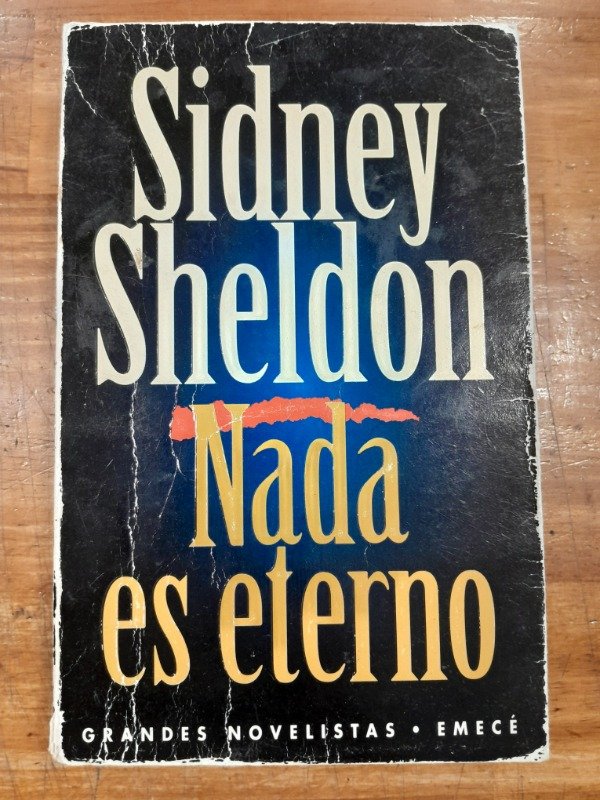 Sidney
Sheldon
Nada
es eterno
GRANDES NOVELISTAS • EMECÉ